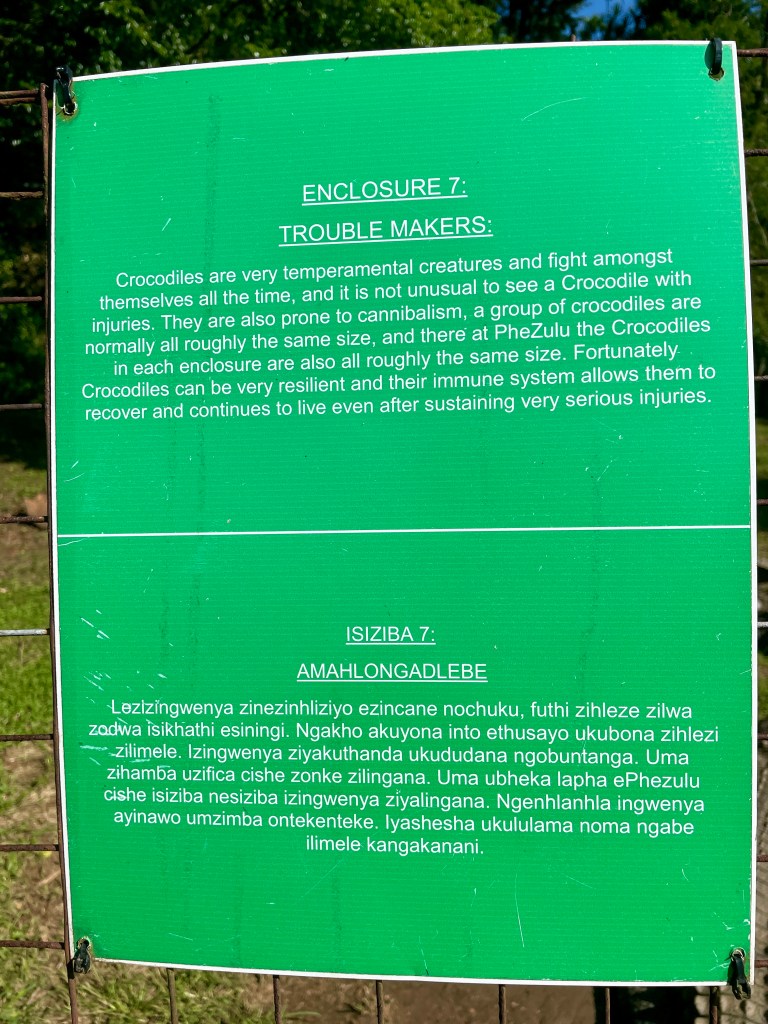 ENCLOSURE 7:
TROUBLE MAKERS:
Crocodiles are very temperamental creatures and fight amongst
themselves all the time, and it is not unusual to see a Crocodile with
injuries. They are also prone to cannibalism, a group of crocodiles are
normally all roughly the same size, and there at PheZulu the Crocodiles
in each enclosure are also all roughly the same size. Fortunately
Crocodiles can be very resilient and their immune system allows them to
recover and continues to live even after sustaining very serious injuries.
ISIZIBA 7:
AMAHLONGADLEBE
Lezizingwenya zinezinhliziyo ezincane nochuku, futhi zihleze zilwa
zodwa isikhathi esiningi. Ngakho akuyona into ethusayo ukubona zihlezi
zilimele. Izingwenya ziyakuthanda ukududana ngobuntanga. Uma
zihamba uzifica cishe zonke zilingana. Uma ubheka lapha ePhezulu
cishe isiziba nesiziba izingwenya ziyalingana. Ngenhlanhla ingwenya
ayinawo umzimba ontekenteke. Iyashesha ukululama noma ngabe
ilimele kangakanani.